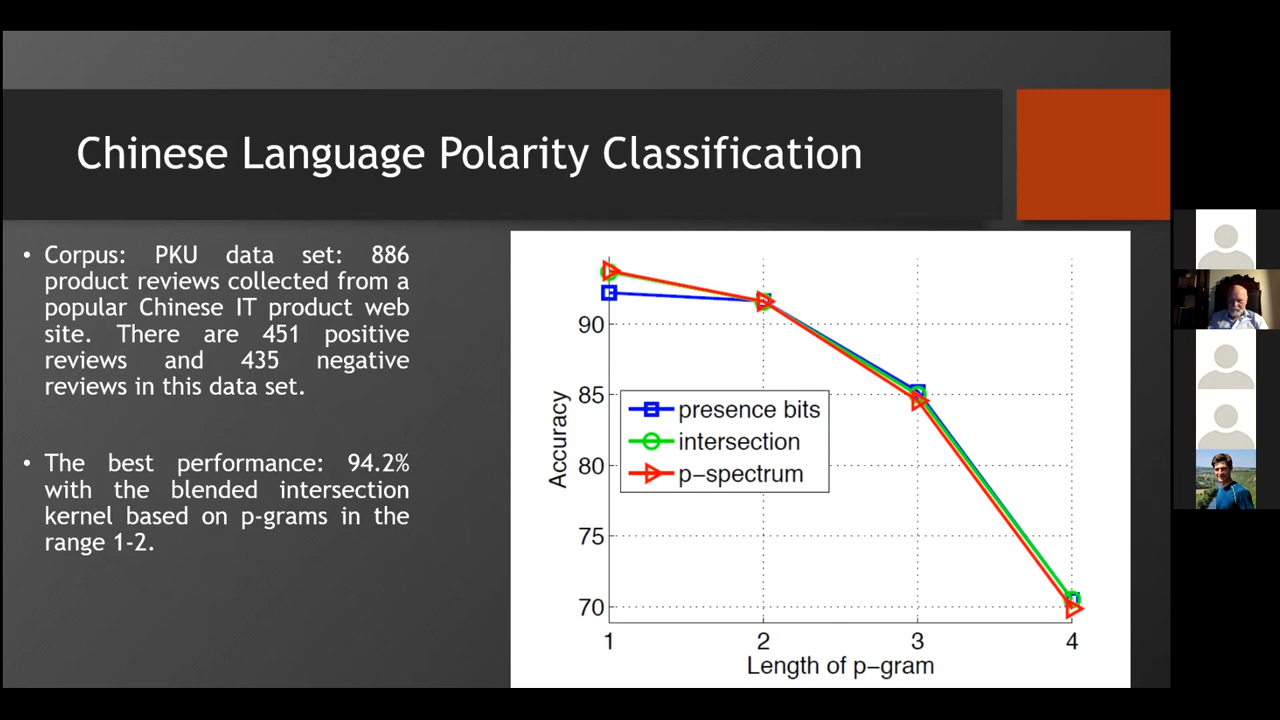 Chinese Language Polarity Classification
• Corpus: PKU data set: 886
product reviews collected from a
popular Chinese IT product web
site. There are 451 positive
reviews and 435 negative
reviews in this data set.
• The best performance: 94.2%
with the blended intersection
kernel based on p-grams in the
range 1-2.
90
85
80
75
70
Accuracy
presence bits
intersection
p−spectrum
1 2 3 4
Length of p−gram